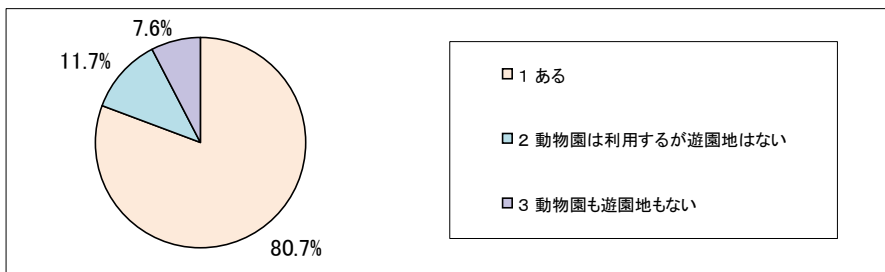 7.6%
11.7%
80.7%
1 ある
2 動物園は利用するが遊園地はない
3 動物園も遊園地もない